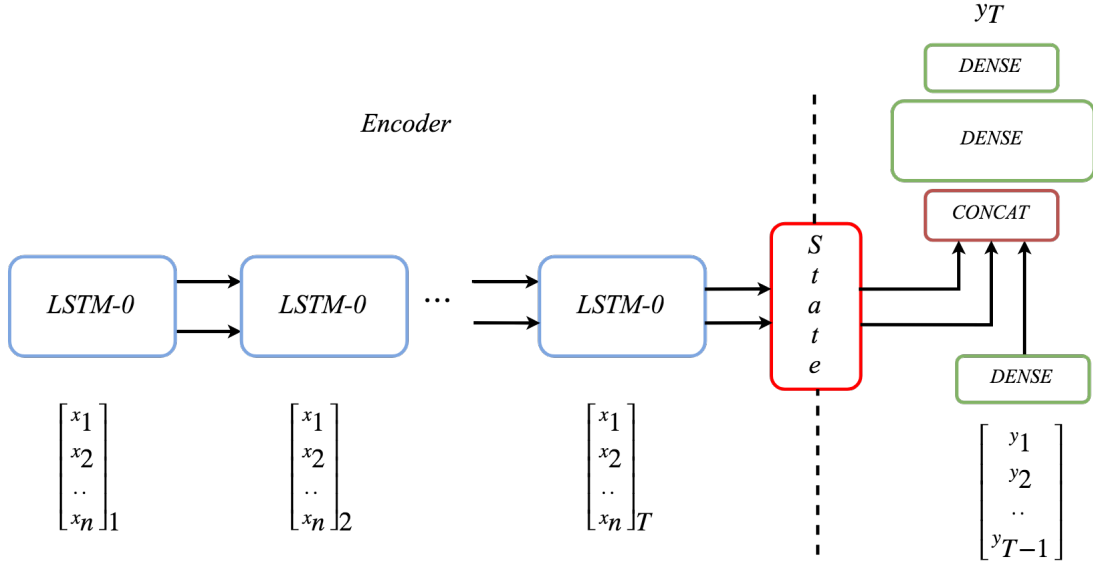 yT
DENSE
Encoder
DENSE
CONCAT
State
LSTM-0
LSTM-0
...
LSTM-0
DENSE
x1
x2
..
xn
1
x1
x2
..
xn
2
x1
x2
..
xn
T
y1
y2
..
yT−1